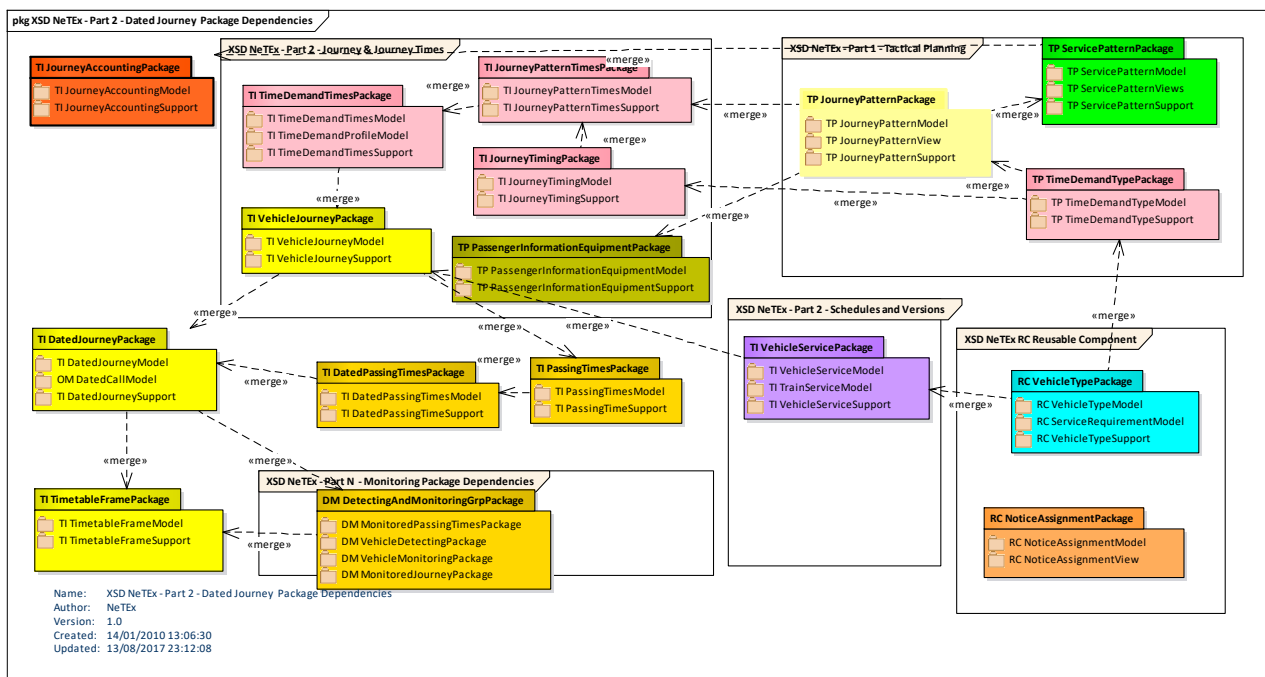 pkg XSD NeTEx - Part 2 - Dated Journey Package Dependencies
XSD NeTEx - Part 2 - Journey & Journey Times
XSD NeTEx - Part 1 - Tactical Planning
TI JourneyAccountingPackage
TI JourneyAccountingModel
TI JourneyAccountingSupport
TI TimeDemandTimesPackage
TI TimeDemandTimesModel
TI TimeDemandProfileModel
TI TimeDemandTimesSupport
«merge»
TI JourneyPatternTimesPackage
TI JourneyPatternTimesModel
TI JourneyPatternTimesSupport
«merge»
«merge»
TI JourneyTimingPackage
TI JourneyTimingModel
TI JourneyTimingSupport
«merge»
«merge»
TP JourneyPatternPackage
TP JourneyPatternModel
TP JourneyPatternView
TP JourneyPatternSupport
TP ServicePatternPackage
TP ServicePatternModel
TP ServicePatternViews
TP ServicePatternSupport
«merge»
«merge»
TP TimeDemandTypePackage
TP TimeDemandTypeModel
TP TimeDemandTypeSupport
«merge»
«merge»
«merge»
TI VehicleJourneyPackage
TI VehicleJourneyModel
TI VehicleJourneySupport
TP PassengerInformationEquipmentPackage
TP PassengerInformationEquipmentModel
TP PassengerInformationEquipmentSupport
«merge»
«merge»
«merge»
«merge»
XSD NeTEx - Part 2 - Schedules and Versions
TI VehicleServicePackage
TI VehicleServiceModel
TI TrainServiceModel
TI VehicleServiceSupport
XSD NeTEx RC Reusable Component
RC VehicleTypePackage
RC VehicleTypeModel
RC ServiceRequirementModel
RC VehicleTypeSupport
«merge»
TI DatedJourneyPackage
TI DatedJourneyModel
OM DatedCallModel
TI DatedJourneySupport
«merge»
TI DatedPassingTimesPackage
TI DatedPassingTimesModel
TI DatedPassingTimeSupport
«merge»
TI PassingTimesPackage
TI PassingTimesModel
TI PassingTimeSupport
«merge»
«merge»
XSD NeTEx - Part N - Monitoring Package Dependencies
TI TimetableFramePackage
TI TimetableFrameModel
TI TimetableFrameSupport
«merge»
DM DetectingAndMonitoringGrpPackage
DM MonitoredPassingTimesPackage
DM VehicleDetectingPackage
DM VehicleMonitoringPackage
DM MonitoredJourneyPackage
RC NoticeAssignmentPackage
RC NoticeAssignmentModel
RC NoticeAssignmentView
Name: XSD NeTEx - Part 2 - Dated Journey Package Dependencies
Author: NeTEx
Version: 1.0
Created: 14/01/2010 13:06:30
Updated: 13/08/2017 23:12:08